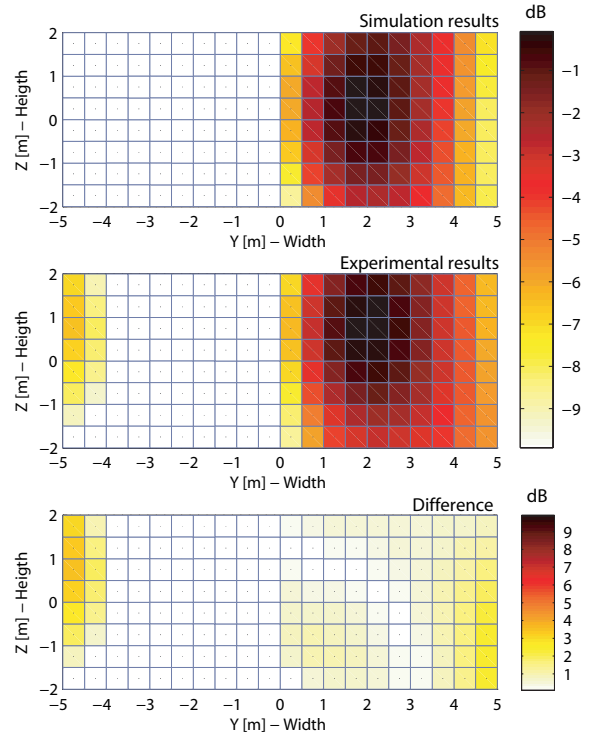 Simulation results
dB
2
1
0
−1
−2
Z [m] − Heigth
−5 −4 −3 −2 −1 0 1 2 3 4 5
Y [m] − Width
−1
−2
−3
−4
−5
−6
−7
−8
−9
Experimental results
2
1
0
−1
−2
Z [m] − Heigth
−5 −4 −3 −2 −1 0 1 2 3 4 5
Y [m] − Width
Difference
dB
2
1
0
−1
−2
Z [m] − Heigth
−5 −4 −3 −2 −1 0 1 2 3 4 5
Y [m] − Width
9
8
7
6
5
4
3
2
1